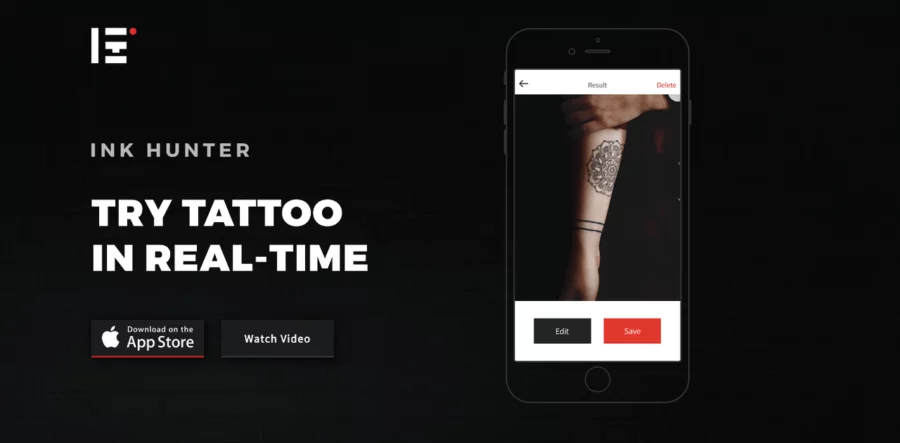 INK HUNTER
TRY TATTOO
IN REAL-TIME
Download on the
App Store
Watch Video
Result
Delete
Edit
Save